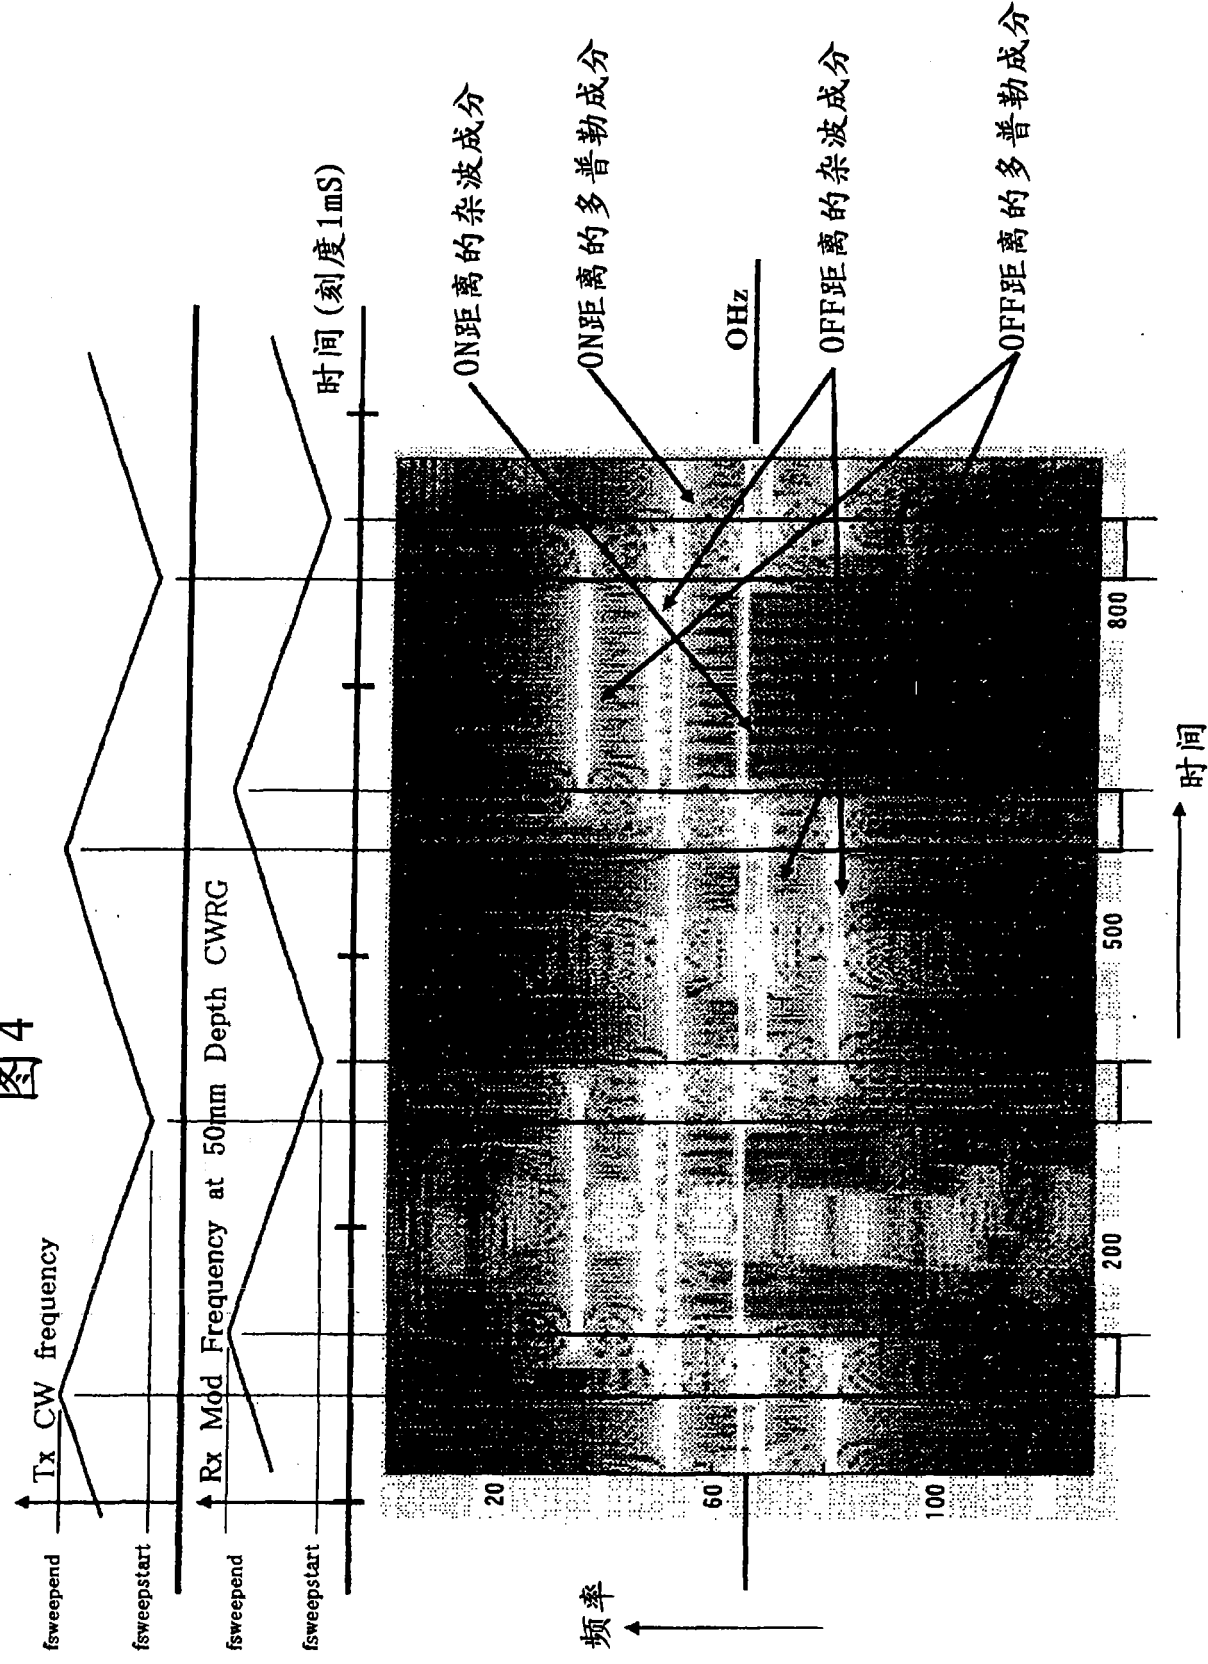 图4
Tx CW frequency
fsweepend
fsweepstart
Rx Mod Frequency at 50mm Depth CWRG
fsweepend
fsweepstart
时间(刻度1mS)
ON距离的杂波成分
ON距离的多普勒成分
0Hz
OFF距离的杂波成分
OFF距离的多普勒成分
频率
20
60
100
200
500
800
时间